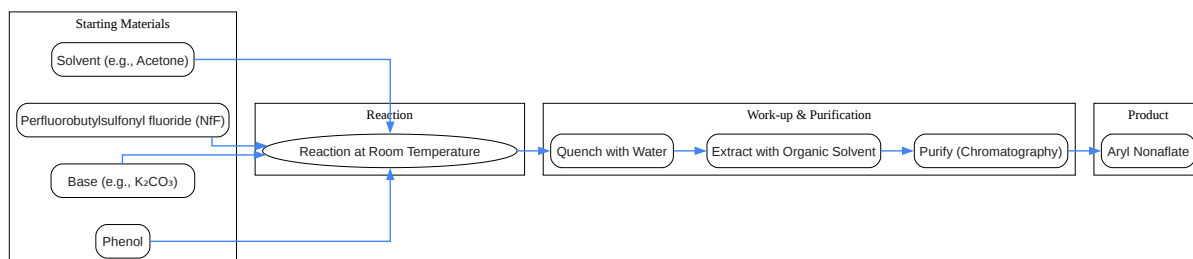 Starting Materials
Solvent (e.g., Acetone)
Perfluorobutylsulfonyl fluoride (NfF)
Base (e.g., K₂CO₃)
Phenol
Reaction
Reaction at Room Temperature
Work-up & Purification
Quench with Water
Extract with Organic Solvent
Purify (Chromatography)
Product
Aryl Nonaflate